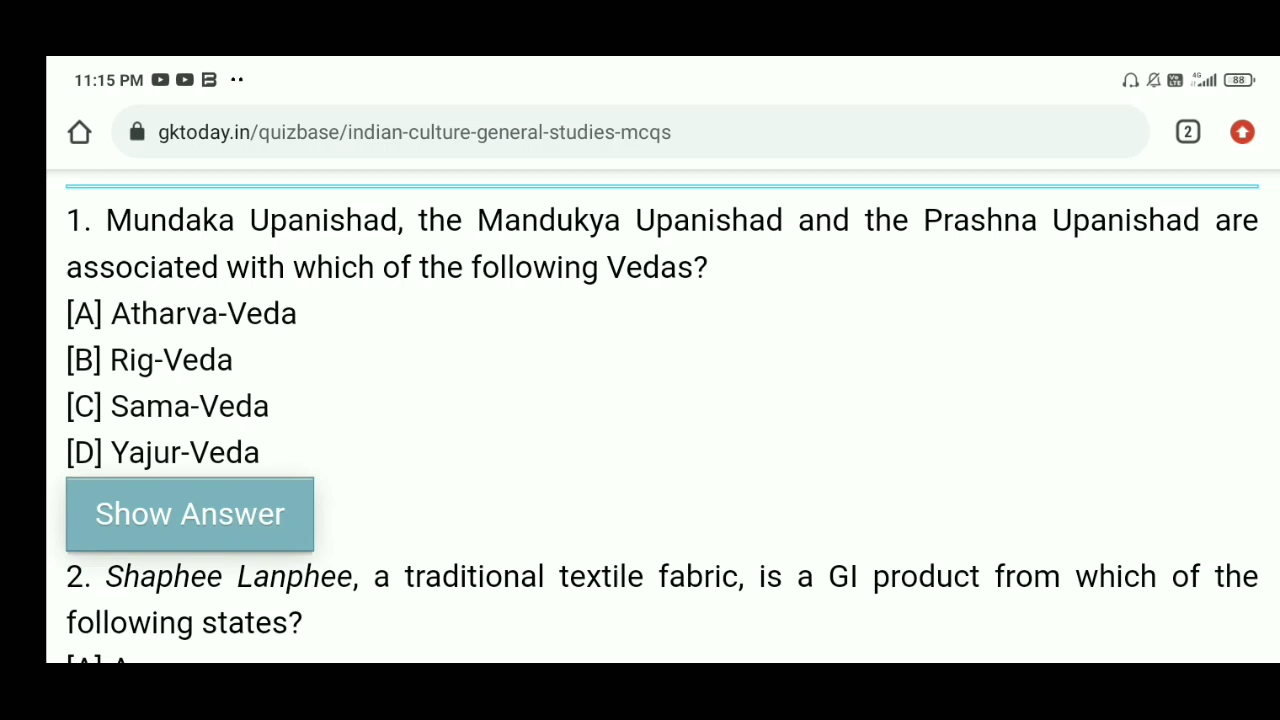 11:15 PM
4G 88
gktoday.in/quizbase/indian-culture-general-studies-mcqs
2
1. Mundaka Upanishad, the Mandukya Upanishad and the Prashna Upanishad are
associated with which of the following Vedas?
[A] Atharva-Veda
[B] Rig-Veda
[C] Sama-Veda
[D] Yajur-Veda
Show Answer
2. Shaphee Lanphee, a traditional textile fabric, is a GI product from which of the
following states?